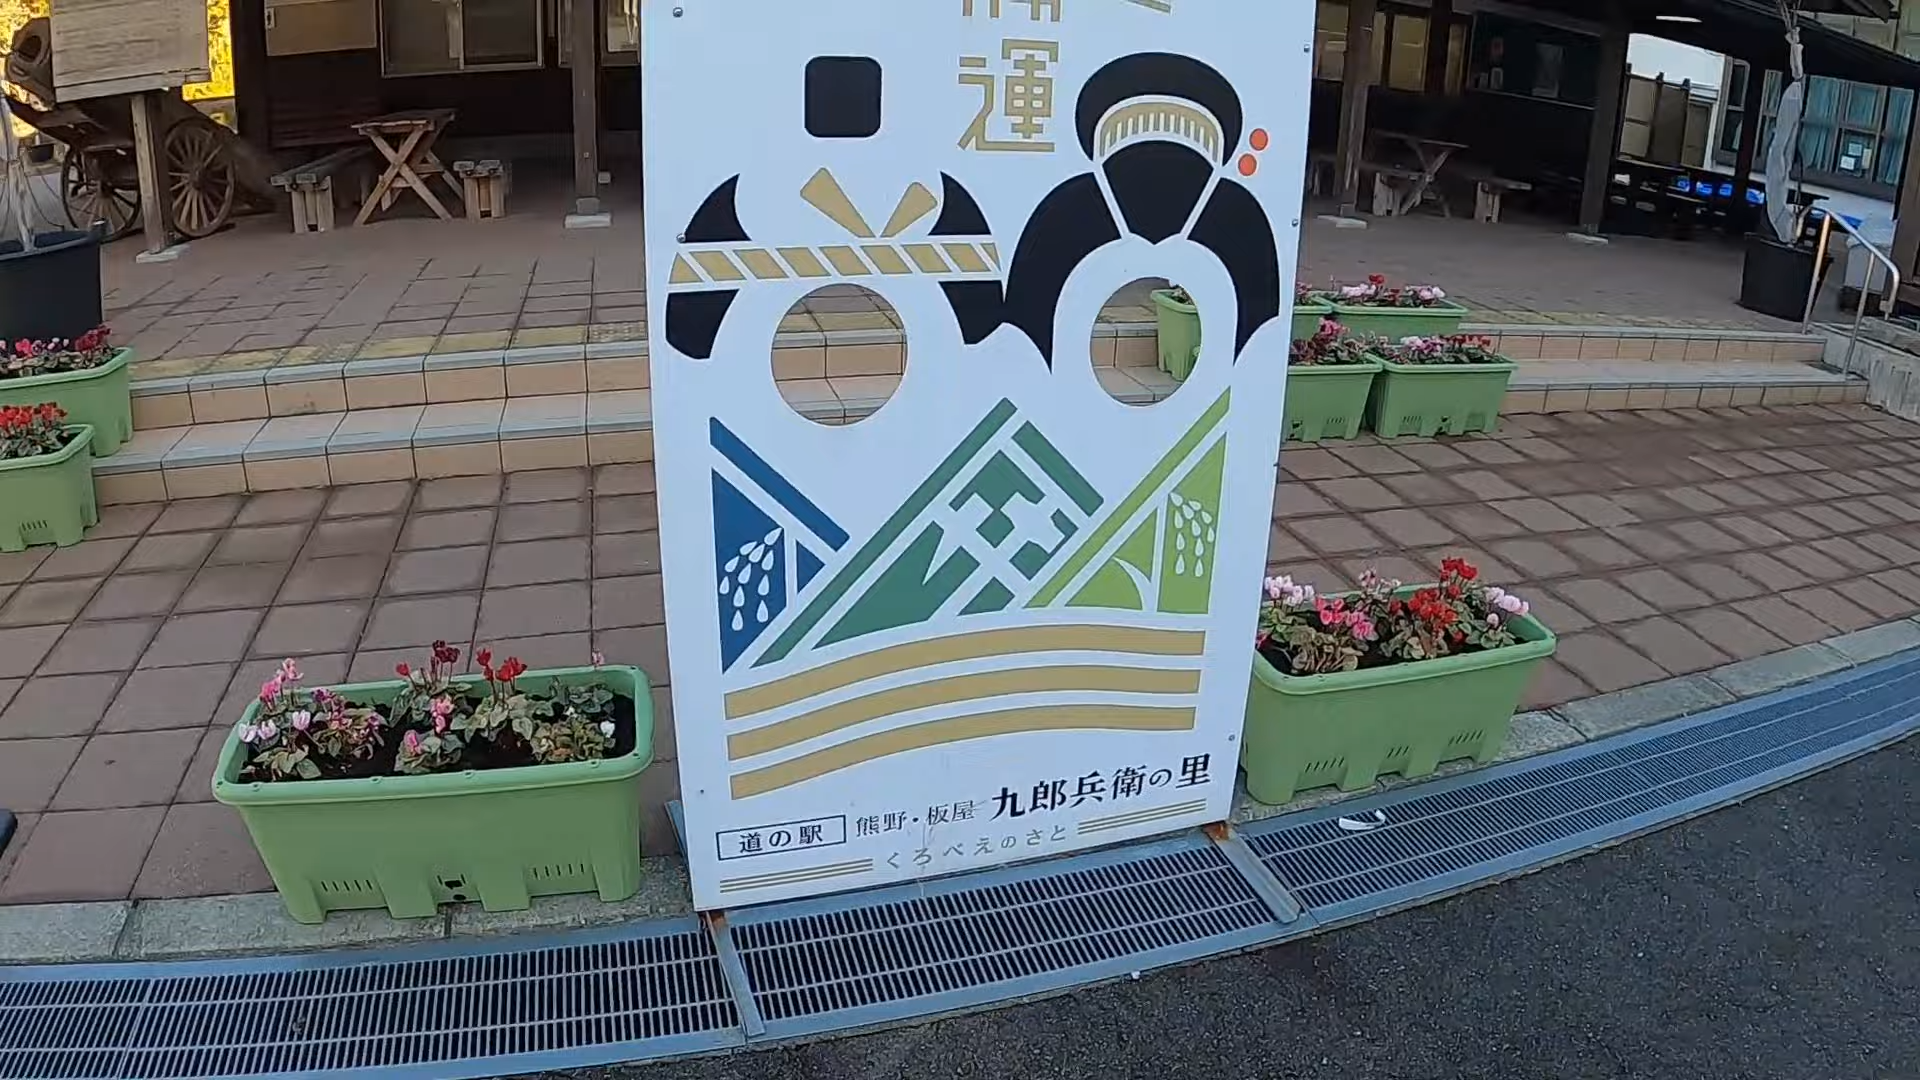 運
道の駅 熊野・板屋 九郎兵衛の里
くろべえのさと